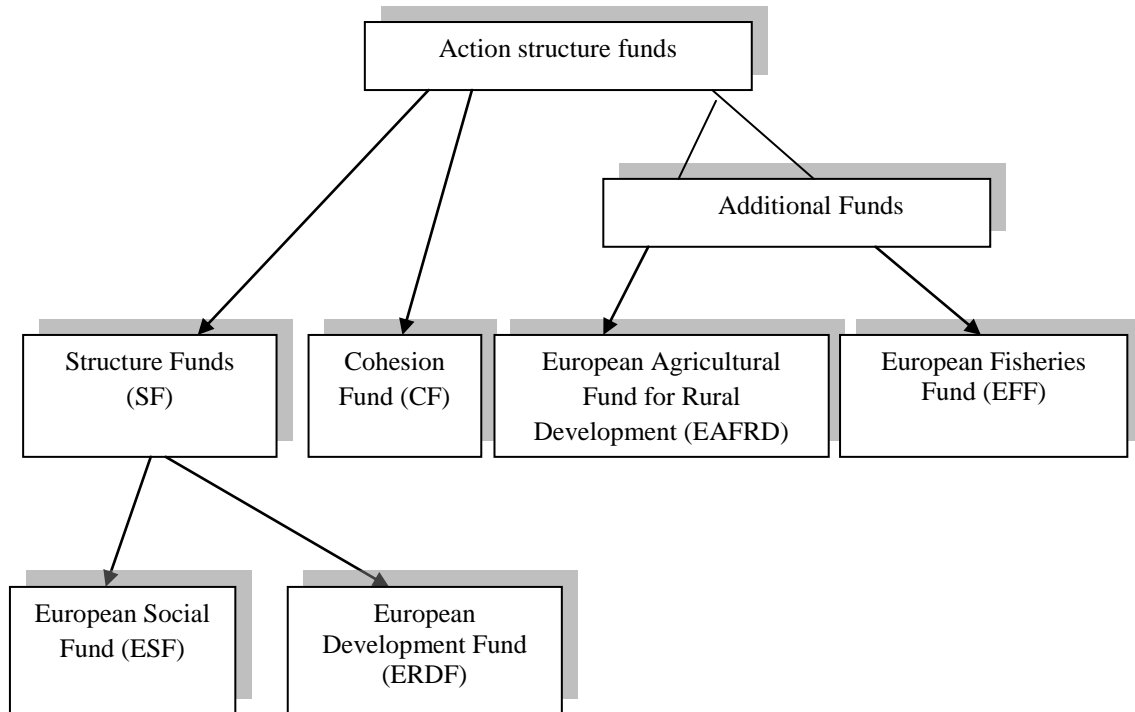 Action structure funds
Additional Funds
Structure Funds
(SF)
Cohesion
Fund (CF)
European Agricultural
Fund for Rural
Development (EAFRD)
European Fisheries
Fund (EFF)
European Social
Fund (ESF)
European
Development Fund
(ERDF)